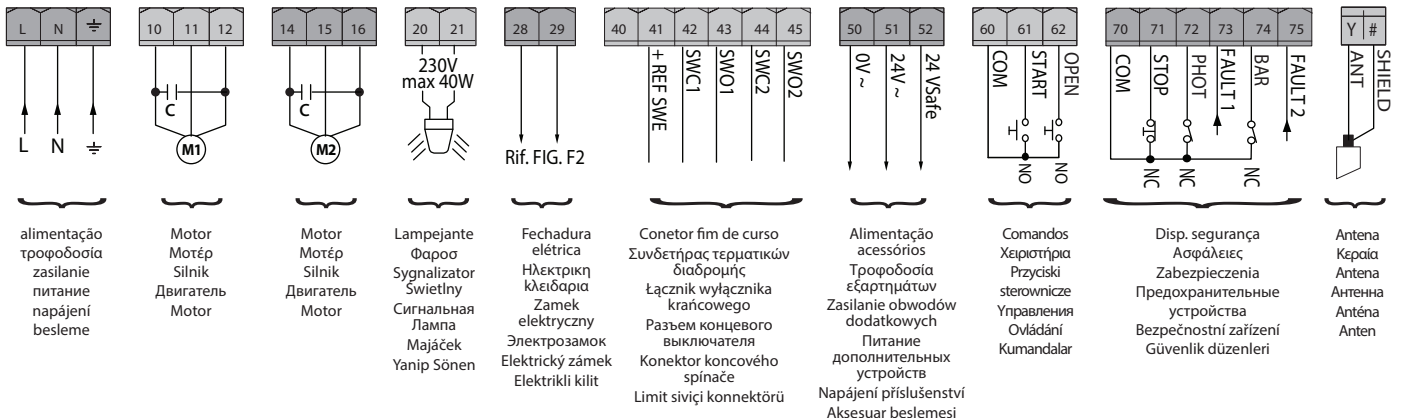 L N
10 11 12
14 15 16
20 21
28 29
40 41 42 43 44 45
50 51 52
60 61 62
70 71 72 73 74 75
Y #
230V
max 40W
+ REF SWE
SWC1
SWO1
SWC2
SWO2
0V ~
24V ~
24 VSafe
COM
START
OPEN
COM
STOP
PHOT
FAULT 1
BAR
FAULT 2
ANT
SHIELD
C
C
L N
M1
M2
Rif. FIG. F2
NO
NO
NC
NC
NC
alimentação
τροφοδοσία
zasilanie
питание
napájení
besleme
Motor
Μοτέρ
Silnik
Двигатель
Motor
Motor
Μοτέρ
Silnik
Двигатель
Motor
Lampejante
Φαροσ
Sygnalizator
Świetlny
Сигнальная
Лампа
Majáček
Yanip Sönen
Fechadura
elétrica
Ηλεκτρικη
κλειδαρια
Zamek
elektryczny
Электрозамок
Elektrický zámek
Elektrikli kilit
Conetor fim de curso
Συνδετήρας τερματικών
διαδρομής
Łącznik wyłącznika
krańcowego
Разъем концевого
выключателя
Konektor koncového
spínače
Limit siviçi konnektörü
Alimentação
acessórios
Τροφοδοσία
εξαρτημάτων
Zasilanie obwodów
dodatkowych
Питание
дополнительных
устройств
Napájení příslušenství
Aksesuar beslemesi
Comandos
Χειριστήρια
Przyciski
sterownicze
Yправления
Ovládání
Kumandalar
Disp. segurança
Ασφάλειες
Zabezpieczenia
Предохранительные
устройства
Bezpečnostní zařízení
Güvenlik düzenleri
Antena
Κεραία
Antena
Антенна
Anténa
Anten